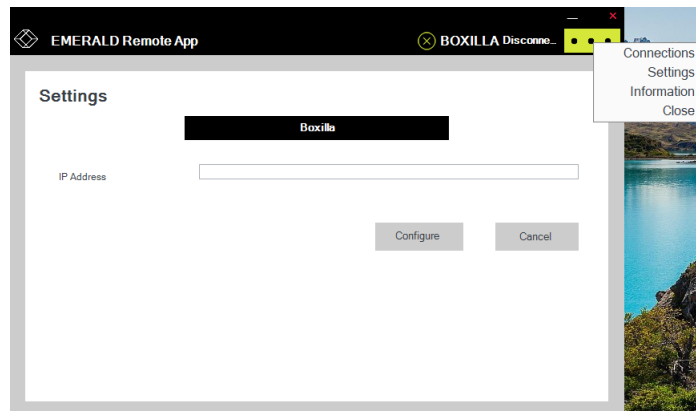 EMERALD Remote App
BOXILLA Disconne...
Connections
Settings
Information
Close
Settings
Boxilla
IP Address
Configure
Cancel